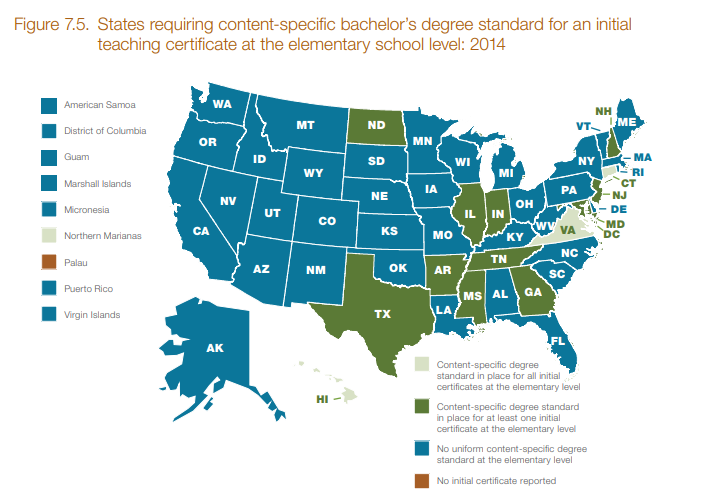 Figure 7.5. States requiring content-specific bachelor's degree standard for an initial
teaching certificate at the elementary school level: 2014
American Samoa
District of Columbia
Guam
Marshall Islands
Micronesia
Northern Marianas
Palau
Puerto Rico
Virgin Islands
WA
OR
CA
NV
ID
MT
WY
UT
AZ
CO
NM
ND
SD
NE
KS
OK
TX
MN
IA
MO
AR
LA
WI
IL
MI
IN
OH
KY
TN
MS
AL
GA
FL
SC
NC
VA
WV
PA
NY
VT
NH
ME
MA
RI
CT
NJ
DE
MD
DC
AK
HI
Content-specific degree
standard in place for all initial
certificates at the elementary level
Content-specific degree standard
in place for at least one initial
certificate at the elementary level
No uniform content-specific degree
standard at the elementary level
No initial certificate reported